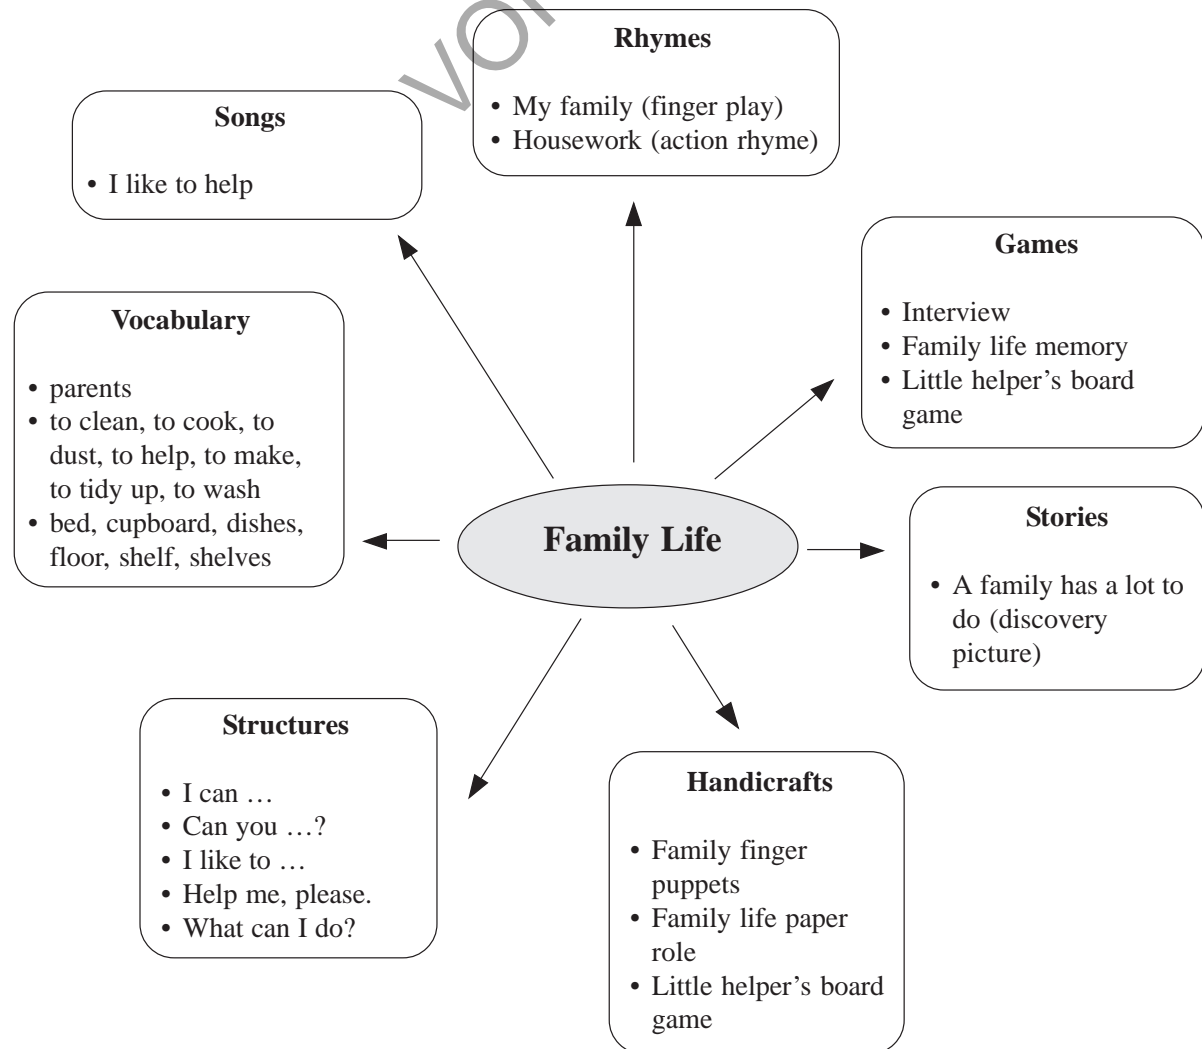 Rhymes
• My family (finger play)
• Housework (action rhyme)
Songs
• I like to help
Games
• Interview
• Family life memory
• Little helper's board
game
Vocabulary
• parents
• to clean, to cook, to
dust, to help, to make,
to tidy up, to wash
• bed, cupboard, dishes,
floor, shelf, shelves
Family Life
Stories
• A family has a lot to
do (discovery
picture)
Structures
• I can …
• Can you …?
• I like to …
• Help me, please.
• What can I do?
Handicrafts
• Family finger
puppets
• Family life paper
role
• Little helper's board
game